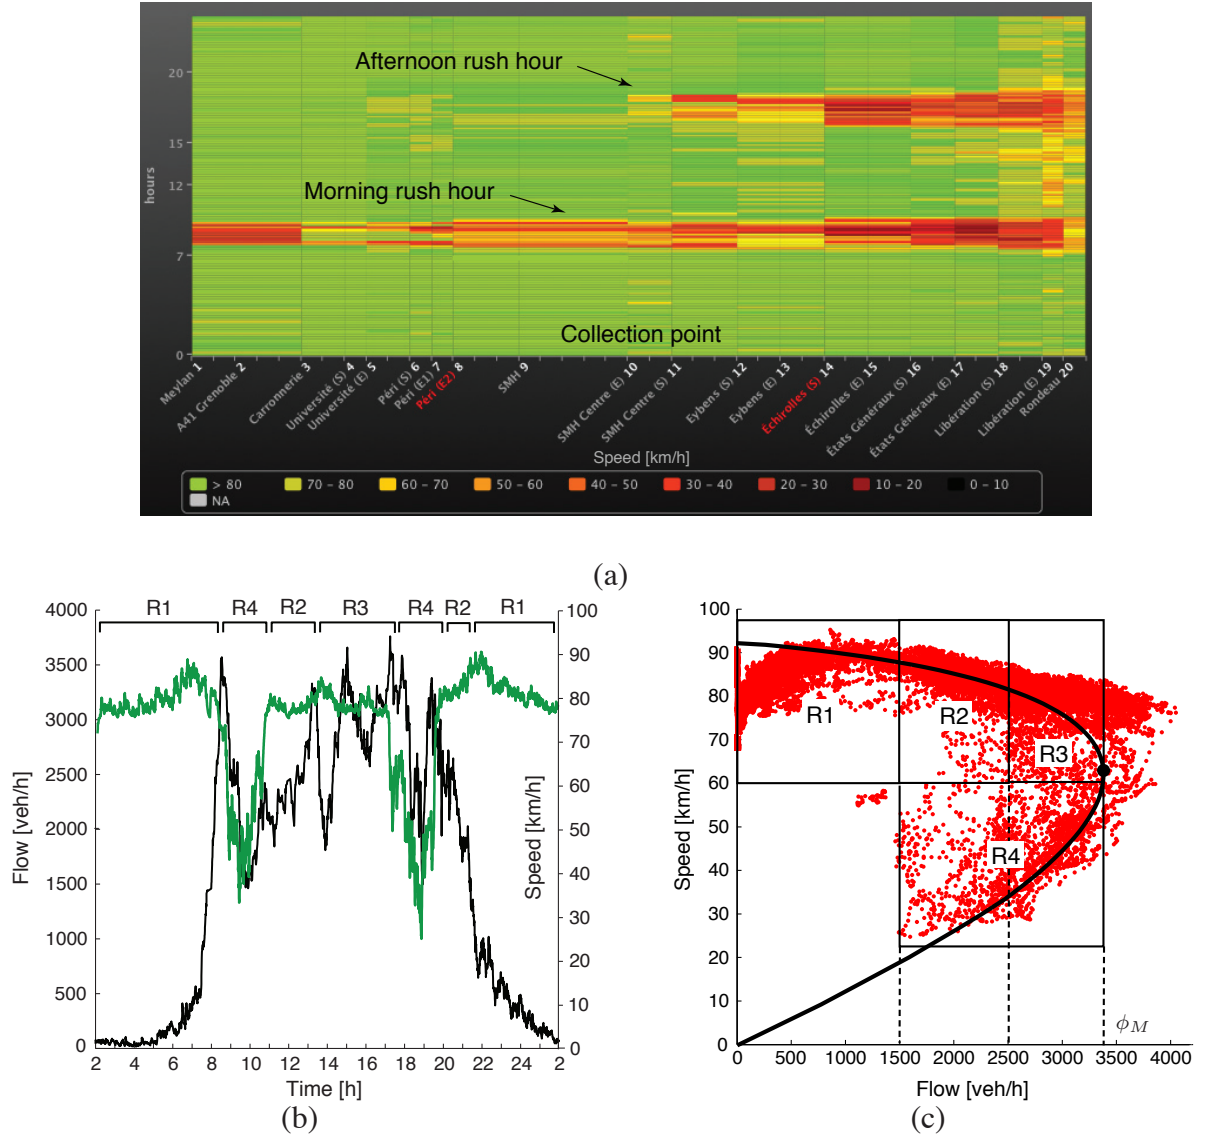 Afternoon rush hour
Morning rush hour
Collection point
hours
20
15
12
7
0
Meylan 1
A41 Grenoble 2
Carronnerie 3
Université (S) 4
Université (E) 5
Péri (S) 6
Péri (E1) 7
Péri (E2) 8
SMH 9
SMH Centre (E) 10
SMH Centre (S) 11
Eybens (S) 12
Eybens (E) 13
Échirolles (S) 14
Échirolles (E) 15
États Généraux (S) 16
États Généraux (E) 17
Libération (S) 18
Libération (E) 19
Rondeau 20
Speed [km/h]
> 80 70 – 80 60 – 70 50 – 60 40 – 50 30 – 40 20 – 30 10 – 20 0 – 10
NA
(a)
R1 R4 R2 R3 R4 R2 R1
Flow [veh/h]
4000
3500
3000
2500
2000
1500
1000
500
0
100
90
80
70
60
50
40
30
20
10
0
Speed [km/h]
2 4 6 8 10 12 14 16 18 20 22 24 2
Time [h]
(b)
Speed [km/h]
100
90
80
70
60
50
40
30
20
10
0
R1
R2
R3
R4
ϕM
0 500 1000 1500 2000 2500 3000 3500 4000
Flow [veh/h]
(c)